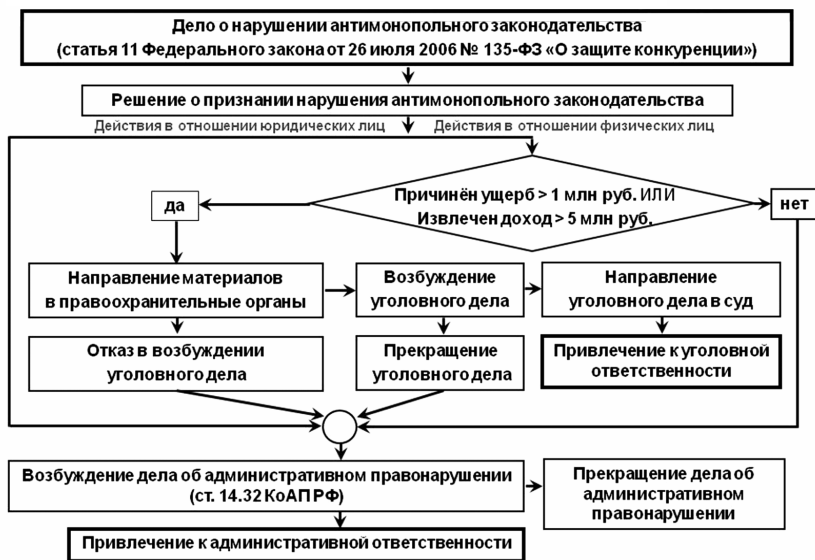 Дело о нарушении антимонопольного законодательства
(статья 11 Федерального закона от 26 июля 2006 № 135-ФЗ «О защите конкуренции»)
Решение о признании нарушения антимонопольного законодательства
Действия в отношении юридических лиц
Действия в отношении физических лиц
Причинён ущерб > 1 млн руб. ИЛИ
Извлечен доход > 5 млн руб.
да
нет
Направление материалов
в правоохранительные органы
Возбуждение
уголовного дела
Направление
уголовного дела в суд
Отказ в возбуждении
уголовного дела
Прекращение
уголовного дела
Привлечение к уголовной
ответственности
Возбуждение дела об административном правонарушении
(ст. 14.32 КоАП РФ)
Прекращение дела об
административном
правонарушении
Привлечение к административной ответственности